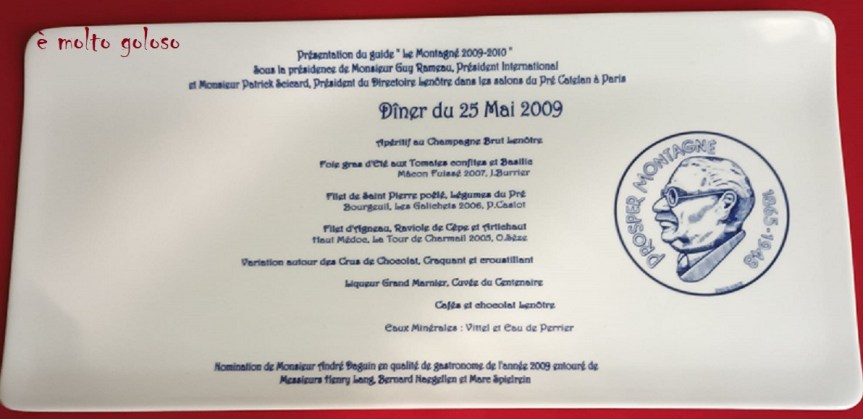 è molto goloso
Présentation du guide " Le Montagné 2009-2010 "
Sous la présidence de Monsieur Guy Rameau, Président International
et Monsieur Patrick Scicard, Président du Directoire Lenôtre dans les salons du Pré Catelan à Paris
Dîner du 25 Mai 2009
Apéritif au Champagne Brut Lenôtre
Foie gras d'Eté aux Tomates confites et Basilic
Mâcon Fuissé 2007, J.Burrier
Filet de Saint Pierre poêlé, Légumes du Pré
Bourgeuil, Les Galichets 2006, P.Caslot
Filet d'Agneau, Raviole de Cèpe et Artichaut
Haut Médoc, La Tour de Charmail 2005, O.Sèze
Variation autour des Crus de Chocolat, Craquant et croustillant
Liqueur Grand Marnier, Cuvée du Centenaire
Cafés et chocolat Lenôtre
Eaux Minérales : Vittel et Eau de Perrier
Nomination de Monsieur André Daguin en qualité de gastronome de l'année 2009 entouré de
Messieurs Henry Lang, Bernard Naegellen et Marc Spielrein
PROSPER MONTAGNE
1865-1948